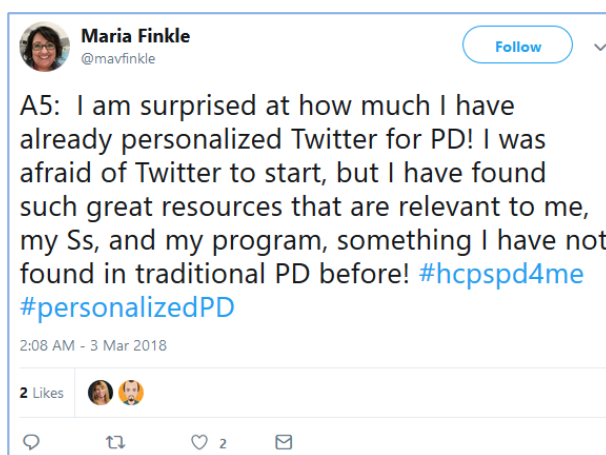 Maria Finkle
@mavfinkle
Follow
A5:  I am surprised at how much I have
already personalized Twitter for PD! I was
afraid of Twitter to start, but I have found
such great resources that are relevant to me,
my Ss, and my program, something I have not
found in traditional PD before! #hcpspd4me
#personalizedPD
2:08 AM - 3 Mar 2018
2 Likes
2